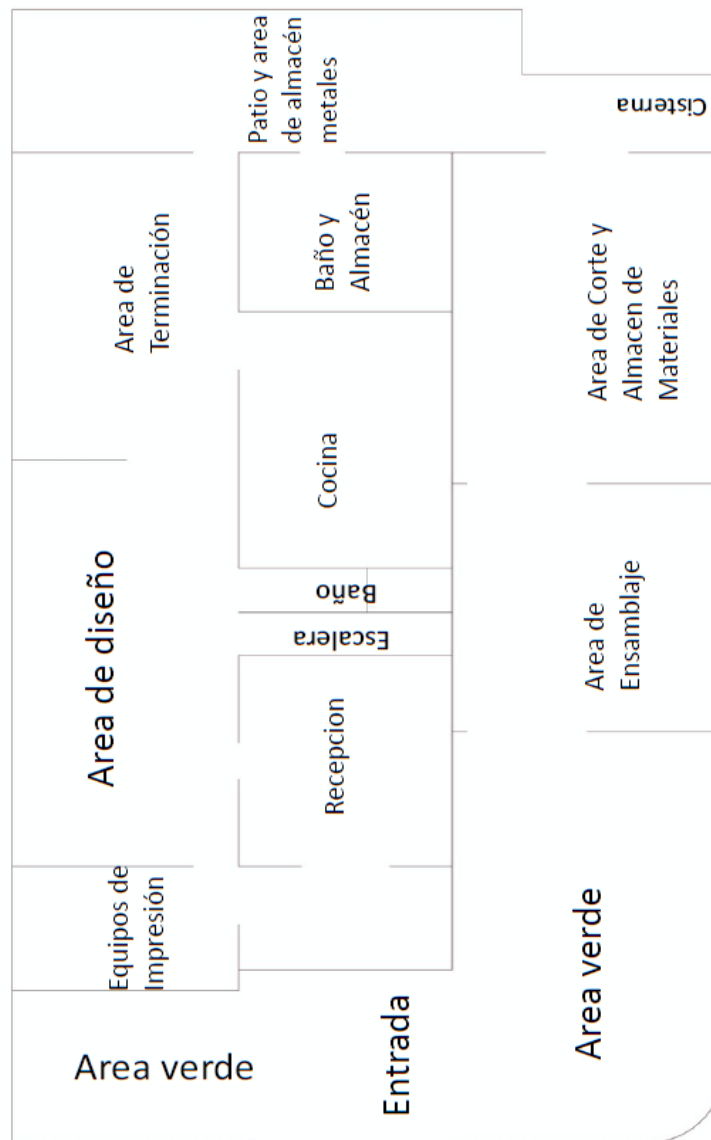 Patio y area
de almacén
metales
Cisterna
Area de
Terminación
Baño y
Almacén
Area de Corte y
Almacen de
Materiales
Cocina
Area de diseño
Baño
Escalera
Area de
Ensamblaje
Recepcion
Equipos de
Impresión
Area verde
Entrada
Area verde